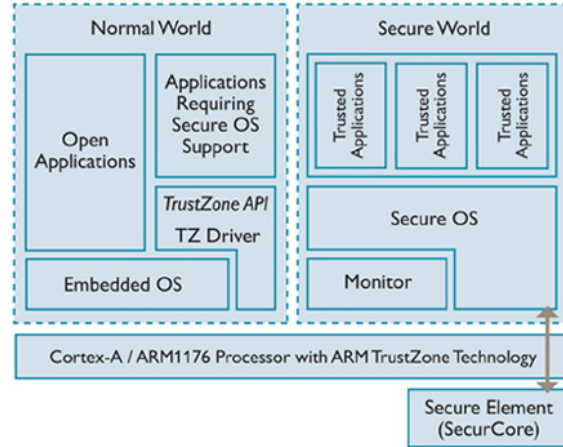 Normal World
Open
Applications
Applications
Requiring
Secure OS
Support
TrustZone API
TZ Driver
Embedded OS
Secure World
Trusted
Applications
Trusted
Applications
Trusted
Applications
Secure OS
Monitor
Cortex-A / ARM1176 Processor with ARM TrustZone Technology
Secure Element
(SecurCore)